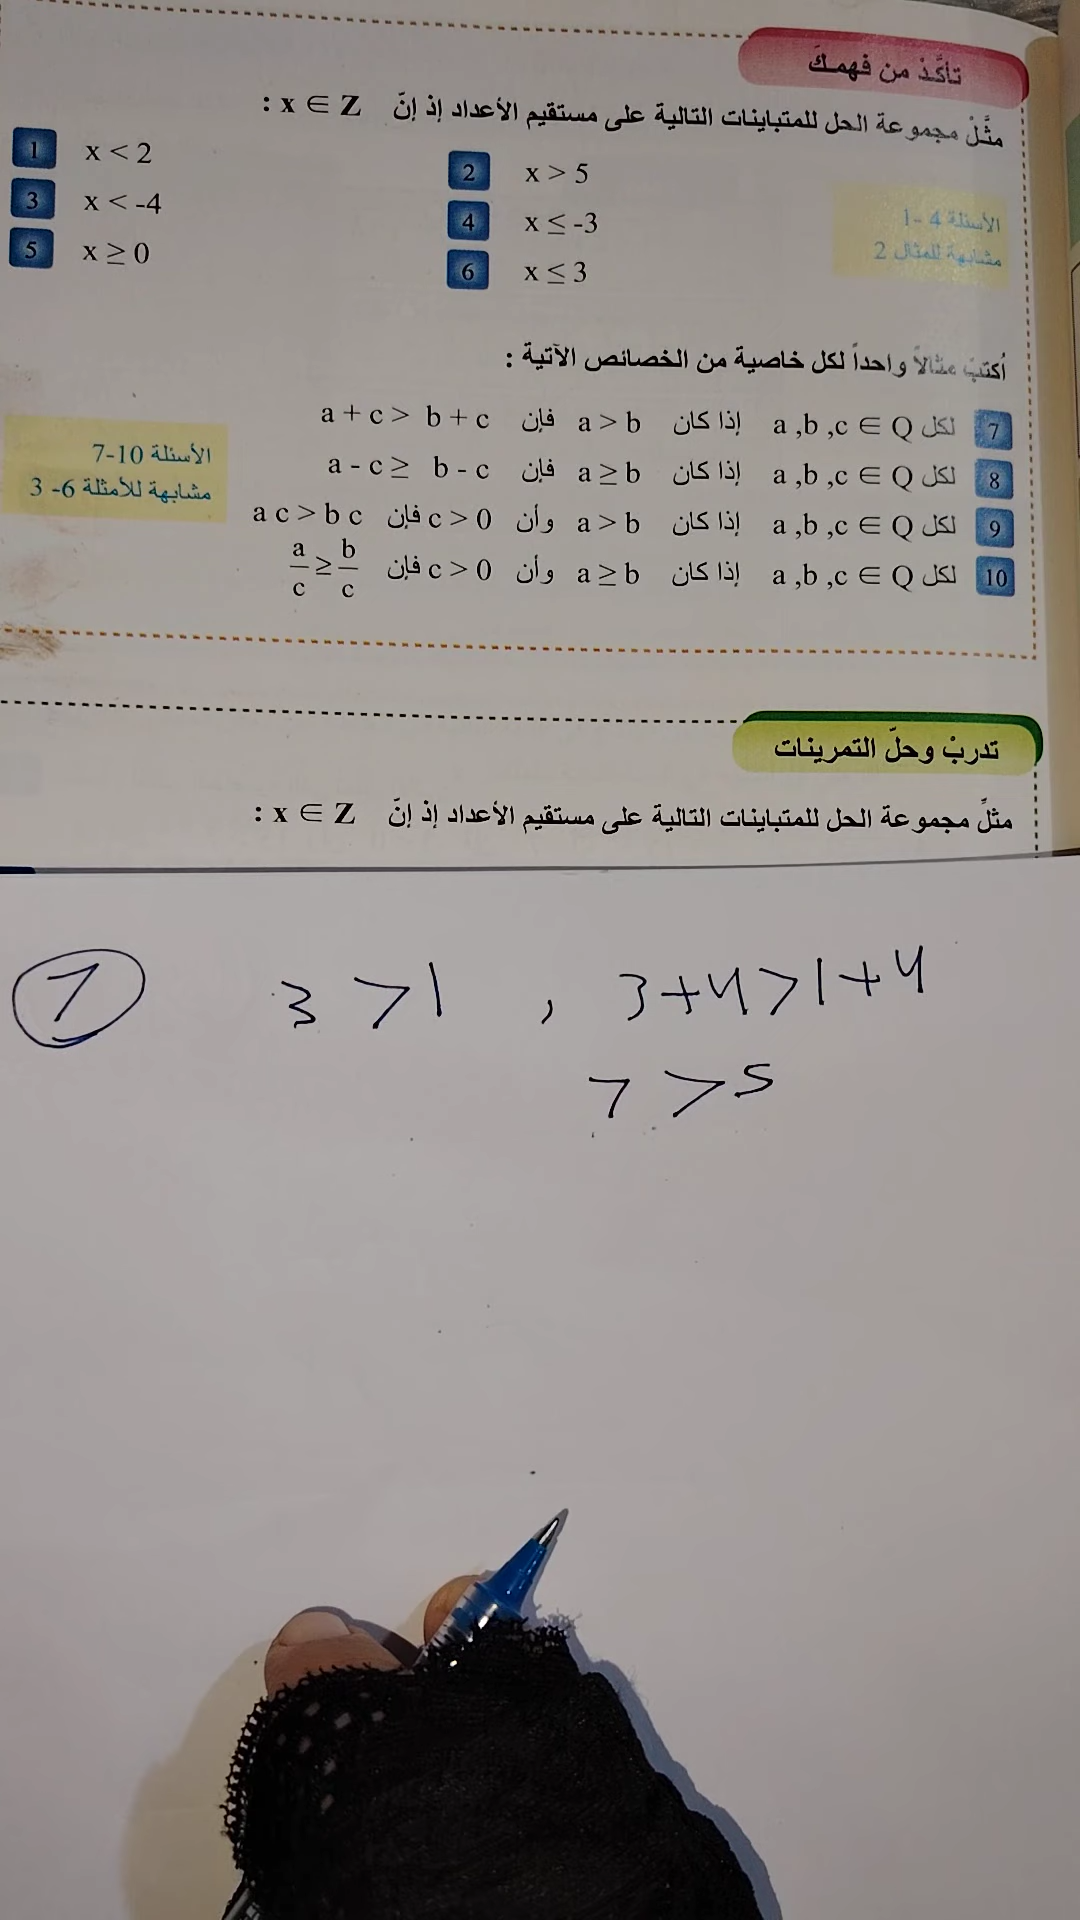 تأكَّدْ من فهمكَ
مثَّلْ مجموعة الحل للمتباينات التالية على مستقيم الأعداد إذ إنّ x ∈ Z :
1 x < 2
2 x > 5
3 x < -4
4 x ≤ -3
5 x ≥ 0
6 x ≤ 3
الأسئلة 4 -1
مشابهة للمثال 2
أكتبْ مثالاً واحداً لكل خاصية من الخصائص الآتية :
7 لكل a ,b ,c ∈ Q إذا كان a > b فإن a + c > b + c
8 لكل a ,b ,c ∈ Q إذا كان a ≥ b فإن a - c ≥ b - c
9 لكل a ,b ,c ∈ Q إذا كان a > b وأن c > 0 فإن a c > b c
10 لكل a ,b ,c ∈ Q إذا كان a ≥ b وأن c > 0 فإن a/c ≥ b/c
الأسئلة 10-7
مشابهة للأمثلة 6- 3
تدربْ وحلّ التمرينات
مثلِّ مجموعة الحل للمتباينات التالية على مستقيم الأعداد إذ إنّ x ∈ Z :
7 3 > 1 , 3+4 > 1+4
7 > 5